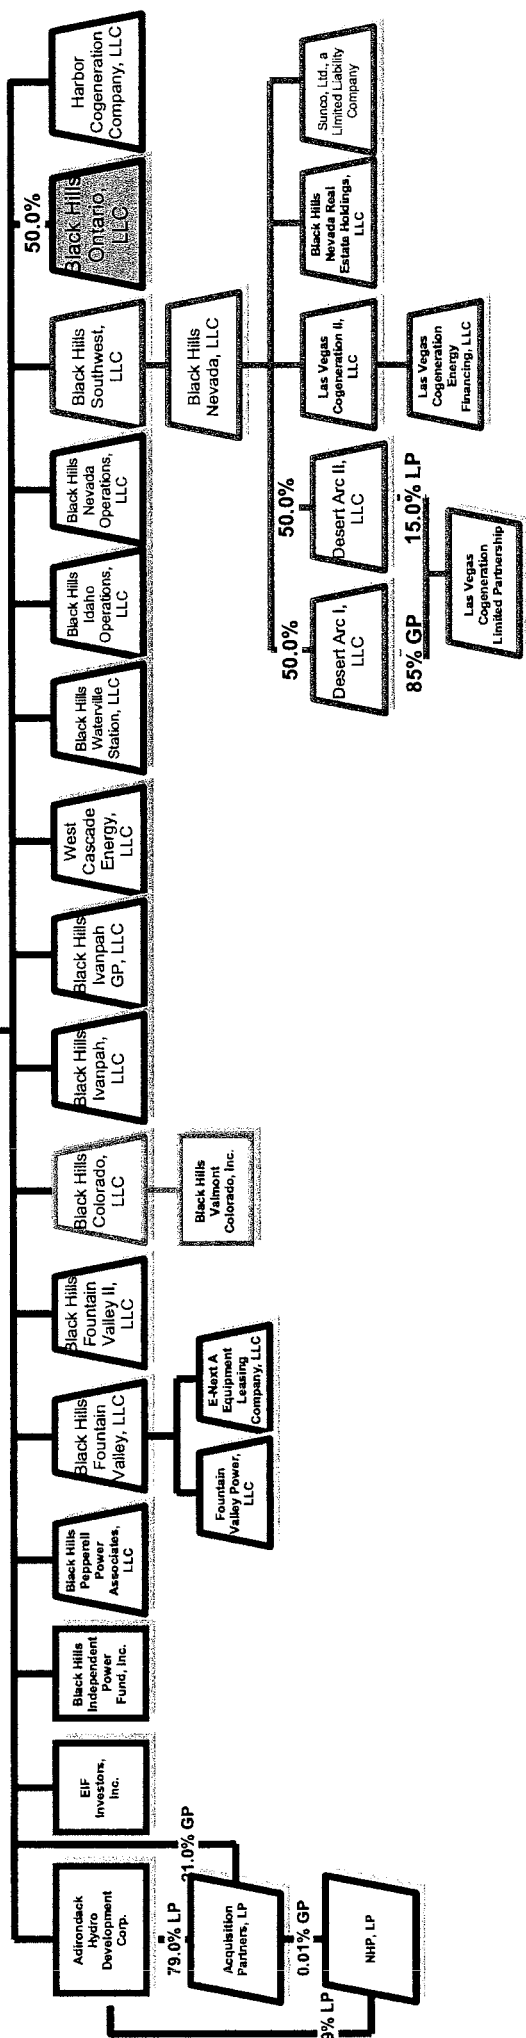 Adirondack
Hydro
Development
Corp.
EIF
Investors,
Inc.
Black Hills
Independent
Power
Fund, Inc.
Black Hills
Pepperell
Power
Associates,
LLC
Black Hills
Fountain
Valley, LLC
Black Hills
Fountain
Valley II,
LLC
Black Hills
Colorado,
LLC
Black Hills
Ivanpah,
LLC
Black Hills
Ivanpah
GP, LLC
West
Cascade
Energy,
LLC
Black Hills
Waterville
Station, LLC
Black Hills
Idaho
Operations,
LLC
Black Hills
Nevada
Operations,
LLC
Black Hills
Southwest,
LLC
50.0%
Black Hills
Ontario,
LLC
Harbor
Cogeneration
Company, LLC
79.0% LP
21.0% GP
Acquisition
Partners, LP
0.01% GP
9% LP
NHP, LP
Fountain
Valley Power,
LLC
E-Next A
Equipment
Leasing
Company, LLC
Black Hills
Valmont
Colorado, Inc.
Black Hills
Nevada, LLC
50.0%
Desert Arc I,
LLC
50.0%
Desert Arc II,
LLC
Las Vegas
Cogeneration II,
LLC
Black Hills
Nevada Real
Estate Holdings,
LLC
Sunco, Ltd., a
Limited Liability
Company
85% GP
15.0% LP
Las Vegas
Cogeneration
Limited Partnership
Las Vegas
Cogeneration
Energy
Financing, LLC